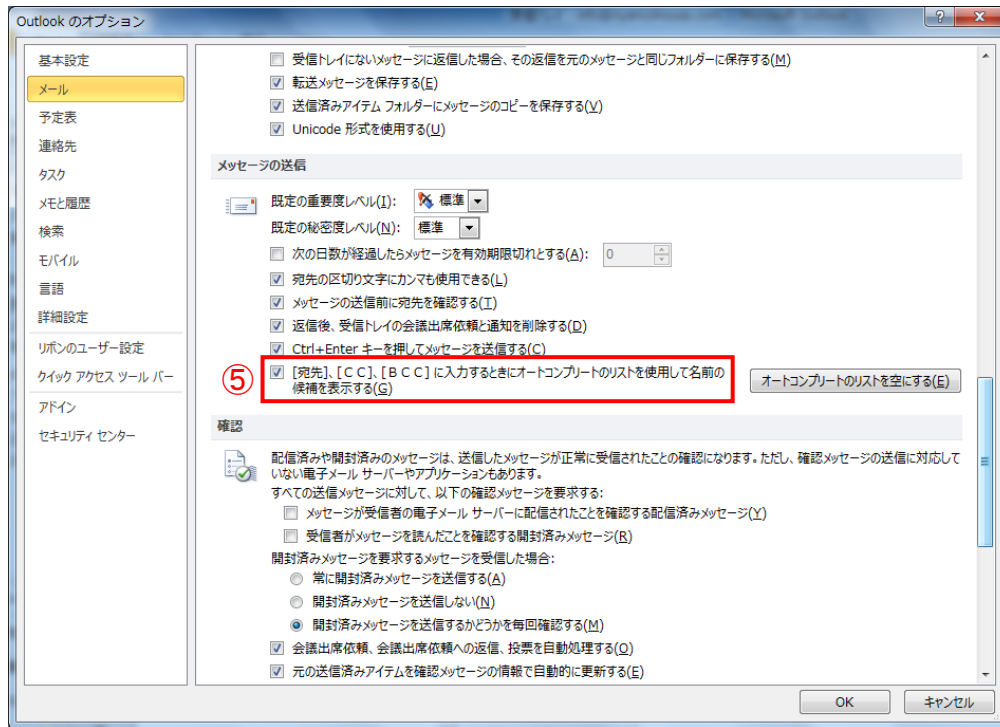 Outlook のオプション
基本設定
メール
予定表
連絡先
タスク
メモと履歴
検索
モバイル
言語
詳細設定
リボンのユーザー設定
クイック アクセス ツール バー
アドイン
セキュリティ センター
受信トレイにないメッセージに返信した場合、その返信を元のメッセージと同じフォルダーに保存する(M)
転送メッセージを保存する(E)
送信済みアイテム フォルダーにメッセージのコピーを保存する(V)
Unicode 形式を使用する(U)
メッセージの送信
既定の重要度レベル(I): 標準
既定の秘密度レベル(N): 標準
次の日数が経過したらメッセージを有効期限切れとする(A): 0
宛先の区切り文字にカンマも使用できる(L)
メッセージの送信前に宛先を確認する(T)
返信後、受信トレイの会議出席依頼と通知を削除する(D)
Ctrl+Enter キーを押してメッセージを送信する(C)
⑤ [宛先]、[ＣＣ]、[ＢＣＣ] に入力するときにオートコンプリートのリストを使用して名前の
候補を表示する(G)
オートコンプリートのリストを空にする(E)
確認
配信済みや開封済みのメッセージは、送信したメッセージが正常に受信されたことの確認になります。ただし、確認メッセージの送信に対応して
いない電子メール サーバーやアプリケーションもあります。
すべての送信メッセージに対して、以下の確認メッセージを要求する:
メッセージが受信者の電子メール サーバーに配信されたことを確認する配信済みメッセージ(Y)
受信者がメッセージを読んだことを確認する開封済みメッセージ(R)
開封済みメッセージを要求するメッセージを受信した場合:
常に開封済みメッセージを送信する(A)
開封済みメッセージを送信しない(N)
開封済みメッセージを送信するかどうかを毎回確認する(M)
会議出席依頼、会議出席依頼への返信、投票を自動処理する(O)
元の送信済みアイテムを確認メッセージの情報で自動的に更新する(E)
OK
キャンセル